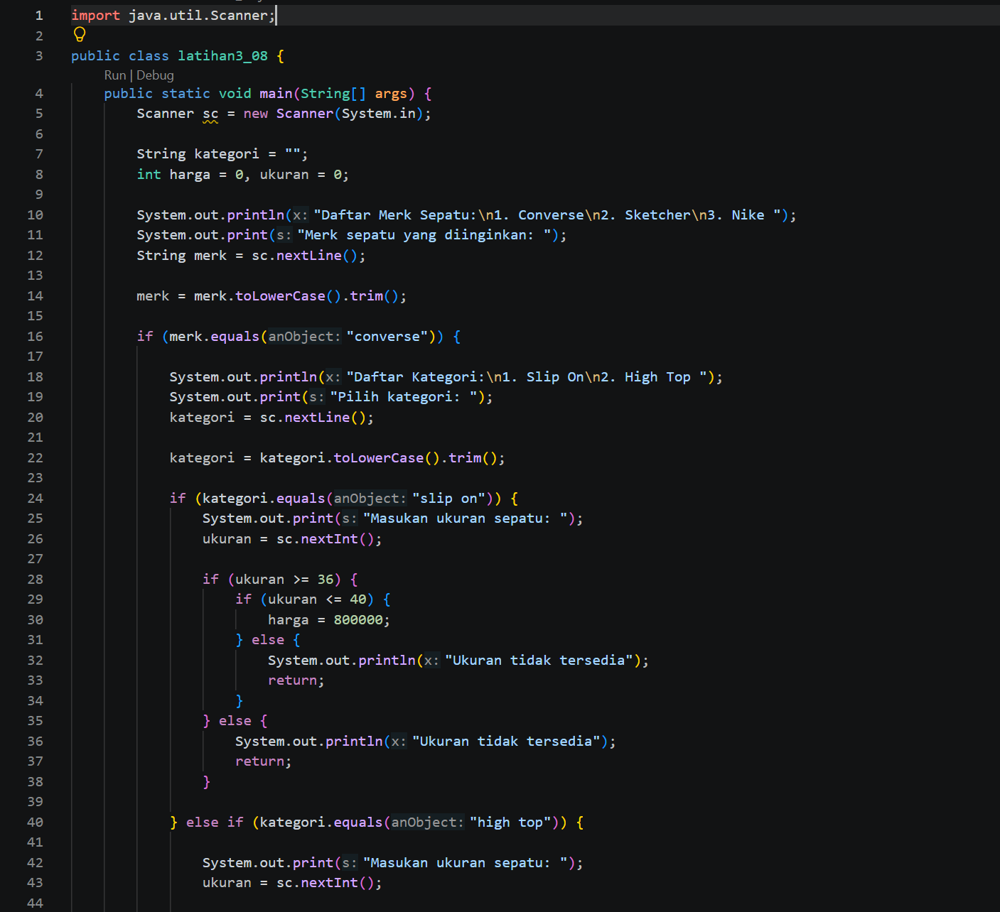 1 import java.util.Scanner;
2
3 public class latihan3_08 {
Run | Debug
4 public static void main(String[] args) {
5 Scanner sc = new Scanner(System.in);
6
7 String kategori = "";
8 int harga = 0, ukuran = 0;
9
10 System.out.println(x: "Daftar Merk Sepatu:\n1. Converse\n2. Sketcher\n3. Nike ");
11 System.out.print(s: "Merk sepatu yang diinginkan: ");
12 String merk = sc.nextLine();
13
14 merk = merk.toLowerCase().trim();
15
16 if (merk.equals(anObject: "converse")) {
17
18 System.out.println(x: "Daftar Kategori:\n1. Slip On\n2. High Top ");
19 System.out.print(s: "Pilih kategori: ");
20 kategori = sc.nextLine();
21
22 kategori = kategori.toLowerCase().trim();
23
24 if (kategori.equals(anObject: "slip on")) {
25 System.out.print(s: "Masukan ukuran sepatu: ");
26 ukuran = sc.nextInt();
27
28 if (ukuran >= 36) {
29 if (ukuran <= 40) {
30 harga = 800000;
31 } else {
32 System.out.println(x: "Ukuran tidak tersedia");
33 return;
34 }
35 } else {
36 System.out.println(x: "Ukuran tidak tersedia");
37 return;
38 }
39
40 } else if (kategori.equals(anObject: "high top")) {
41
42 System.out.print(s: "Masukan ukuran sepatu: ");
43 ukuran = sc.nextInt();
44